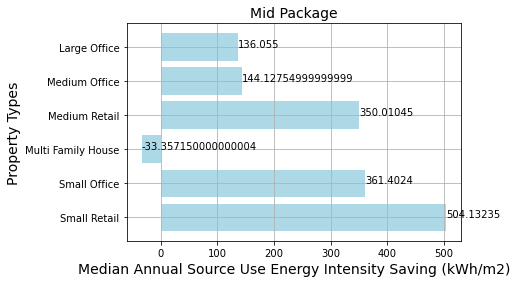 Mid Package
Large Office
136.055
Medium Office
144.12754999999999
Medium Retail
350.01045
Multi Family House
-33.357150000000004
Small Office
361.4024
Small Retail
504.13235
Property Types
0
100
200
300
400
500
Median Annual Source Use Energy Intensity Saving (kWh/m2)